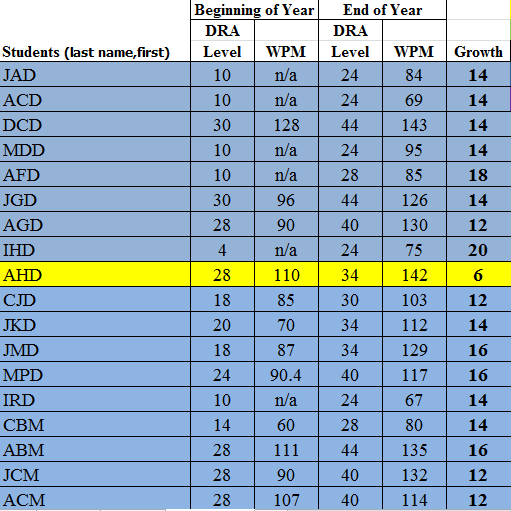 Beginning of Year End of Year
DRA DRA
Students (last name,first) Level WPM Level WPM Growth
JAD 10 n/a 24 84 14
ACD 10 n/a 24 69 14
DCD 30 128 44 143 14
MDD 10 n/a 24 95 14
AFD 10 n/a 28 85 18
JGD 30 96 44 126 14
AGD 28 90 40 130 12
IHD 4 n/a 24 75 20
AHD 28 110 34 142 6
CJD 18 85 30 103 12
JKD 20 70 34 112 14
JMD 18 87 34 129 16
MPD 24 90.4 40 117 16
IRD 10 n/a 24 67 14
CBM 14 60 28 80 14
ABM 28 111 44 135 16
JCM 28 90 40 132 12
ACM 28 107 40 114 12